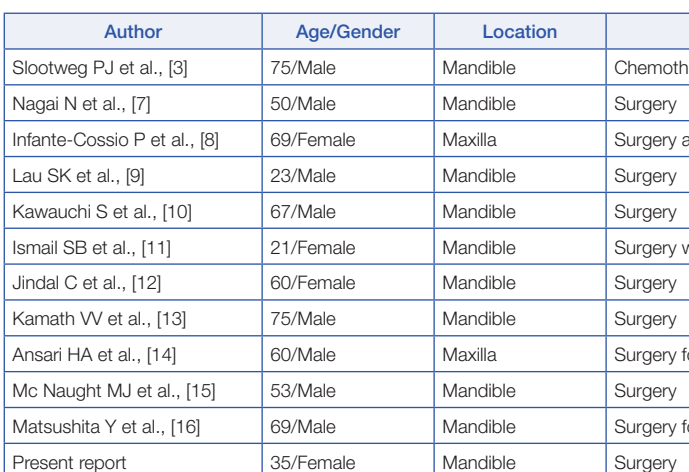 Author Age/Gender Location
Slootweg PJ et al., [3] 75/Male Mandible
Nagai N et al., [7] 50/Male Mandible Surgery
Infante-Cossio P et al., [8] 69/Female Maxilla Surgery
Lau SK et al., [9] 23/Male Mandible Surgery
Kawauchi S et al., [10] 67/Male Mandible Surgery
Ismail SB et al., [11] 21/Female Mandible Surgery
Jindal C et al., [12] 60/Female Mandible Surgery
Kamath VV et al., [13] 75/Male Mandible Surgery
Ansari HA et al., [14] 60/Male Maxilla Surgery
Mc Naught MJ et al., [15] 53/Male Mandible Surgery
Matsushita Y et al., [16] 69/Male Mandible Surgery
Present report 35/Female Mandible Surgery